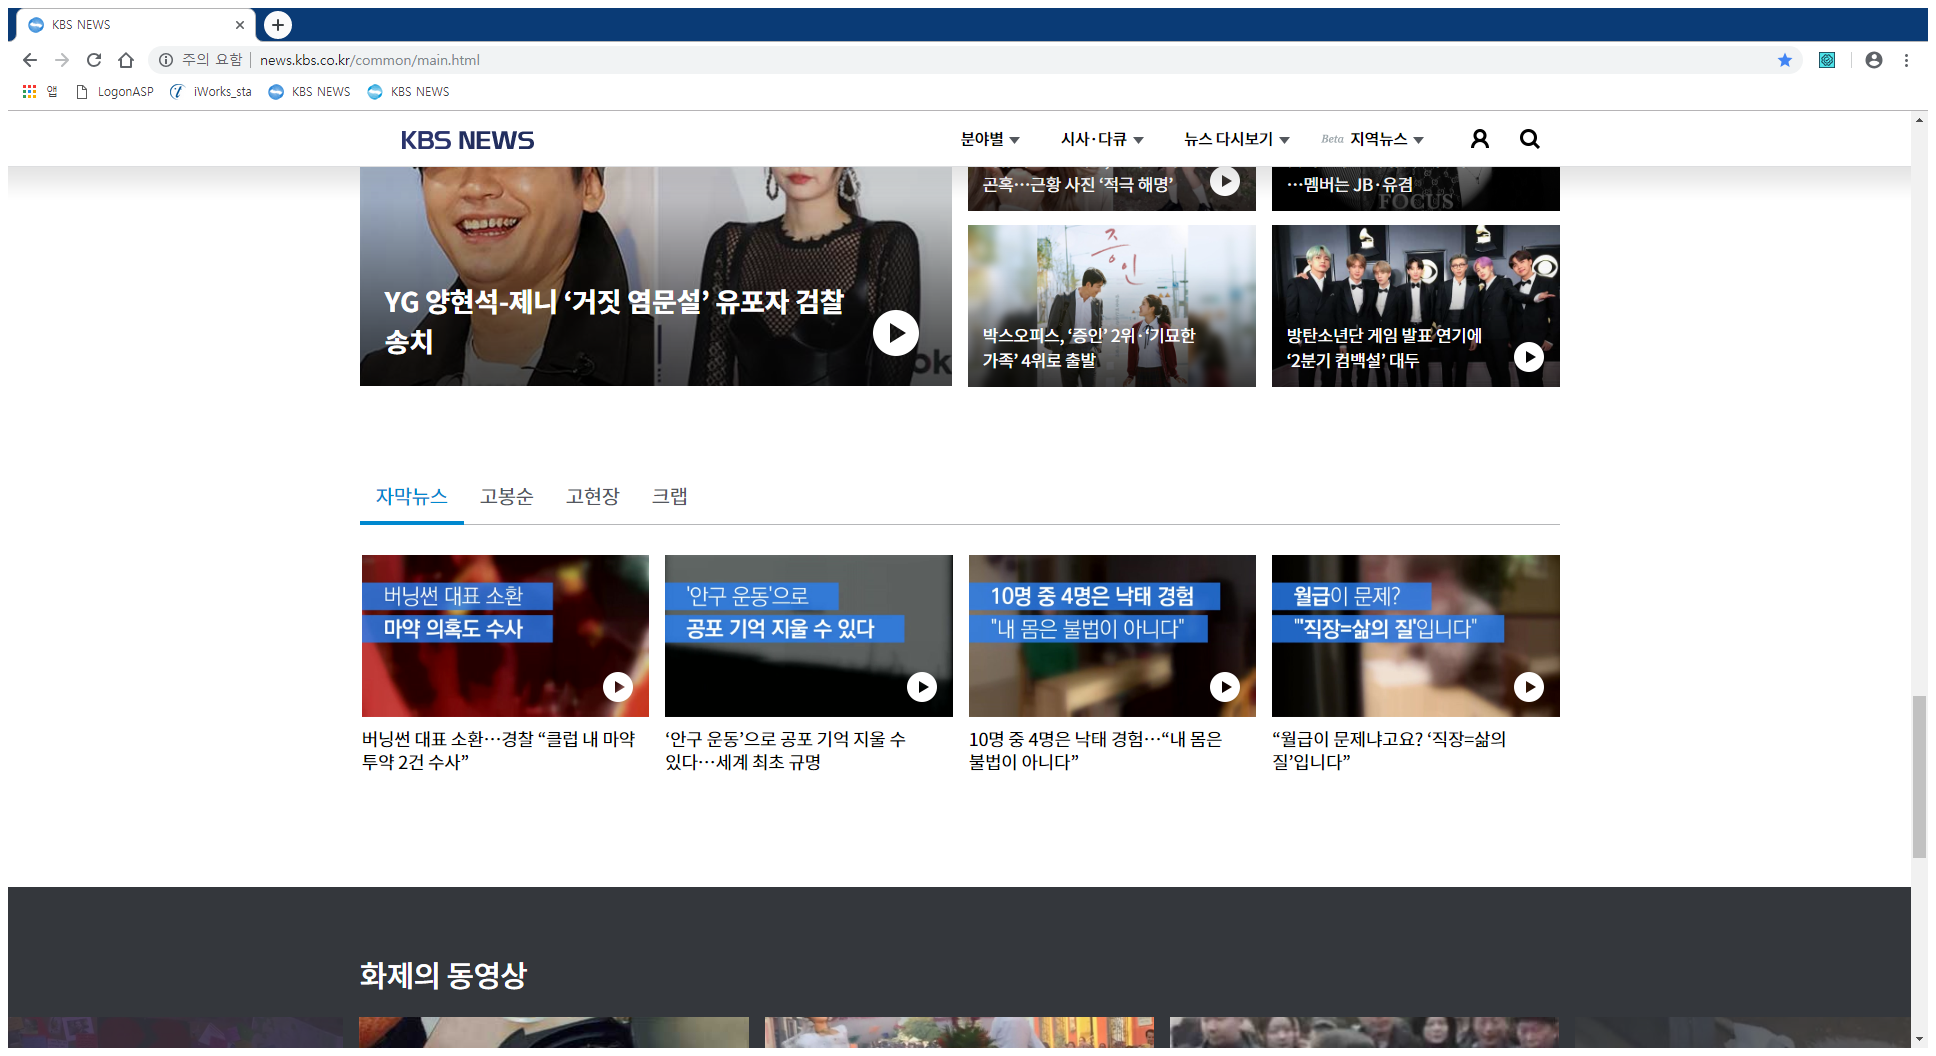 KBS NEWS
주의 요함 | news.kbs.co.kr/common/main.html
앱 LogonASP iWorks_sta KBS NEWS KBS NEWS
KBS NEWS 분야별 시사·다큐 뉴스 다시보기 Beta 지역뉴스
곤혹…근황 사진 ‘적극 해명’
…멤버는 JB·유겸
FOCUS
YG 양현석-제니 ‘거짓 염문설’ 유포자 검찰
송치
증인
박스오피스, ‘증인’ 2위·‘기묘한
가족’ 4위로 출발
방탄소년단 게임 발표 연기에
‘2분기 컴백설’ 대두
자막뉴스 고봉순 고현장 크랩
버닝썬 대표 소환
마약 의혹도 수사
'안구 운동'으로
공포 기억 지울 수 있다
10명 중 4명은 낙태 경험
"내 몸은 불법이 아니다"
월급이 문제?
"'직장=삶의 질'입니다"
버닝썬 대표 소환…경찰 “클럽 내 마약
투약 2건 수사”
‘안구 운동’으로 공포 기억 지울 수
있다…세계 최초 규명
10명 중 4명은 낙태 경험…“내 몸은
불법이 아니다”
“월급이 문제냐고요? ‘직장=삶의
질’입니다”
화제의 동영상